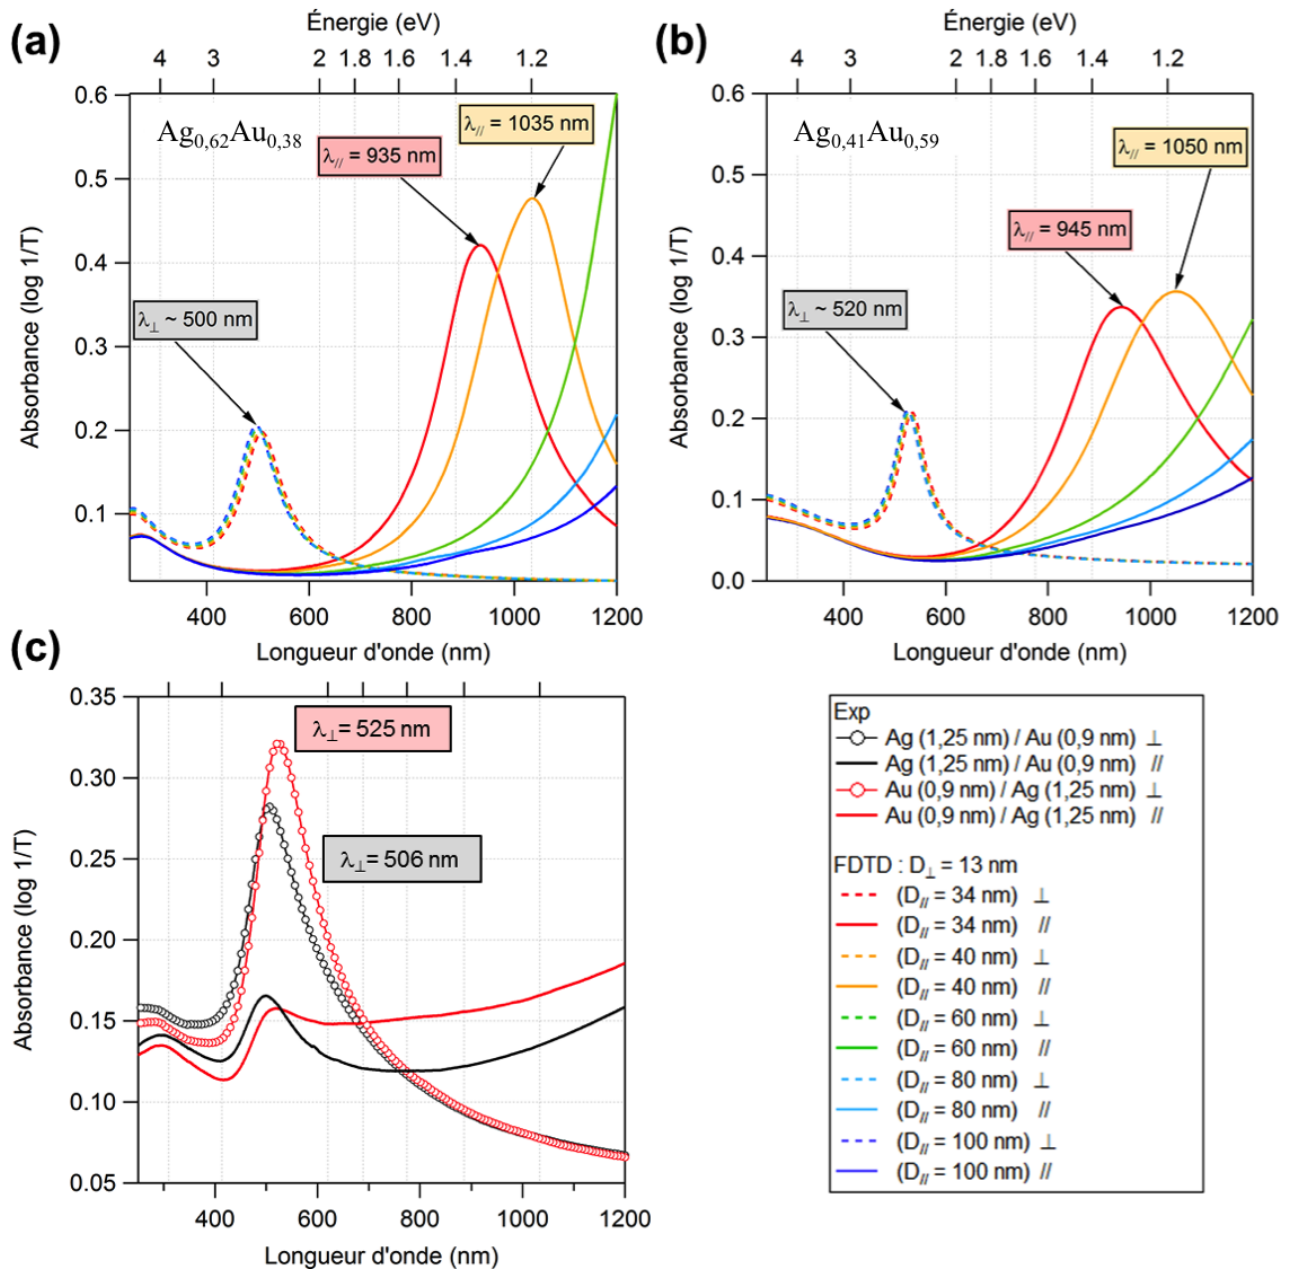 (a)
Énergie (eV)
4 3 2 1.8 1.6 1.4 1.2
Ag0,62Au0,38
λ// = 1035 nm
λ// = 935 nm
λ⊥ ~ 500 nm
0.6
0.5
0.4
0.3
0.2
0.1
Absorbance (log 1/T)
400 600 800 1000 1200
Longueur d'onde (nm)
(b)
Énergie (eV)
4 3 2 1.8 1.6 1.4 1.2
Ag0,41Au0,59
λ// = 1050 nm
λ// = 945 nm
λ⊥ ~ 520 nm
0.6
0.5
0.4
0.3
0.2
0.1
0.0
Absorbance (log 1/T)
400 600 800 1000 1200
Longueur d'onde (nm)
(c)
λ⊥= 525 nm
λ⊥= 506 nm
0.35
0.30
0.25
0.20
0.15
0.10
0.05
Absorbance (log 1/T)
400 600 800 1000 1200
Longueur d'onde (nm)
Exp
Ag (1,25 nm) / Au (0,9 nm) ⊥
Ag (1,25 nm) / Au (0,9 nm) //
Au (0,9 nm) / Ag (1,25 nm) ⊥
Au (0,9 nm) / Ag (1,25 nm) //
FDTD : D⊥ = 13 nm
(D// = 34 nm) ⊥
(D// = 34 nm) //
(D// = 40 nm) ⊥
(D// = 40 nm) //
(D// = 60 nm) ⊥
(D// = 60 nm) //
(D// = 80 nm) ⊥
(D// = 80 nm) //
(D// = 100 nm) ⊥
(D// = 100 nm) //